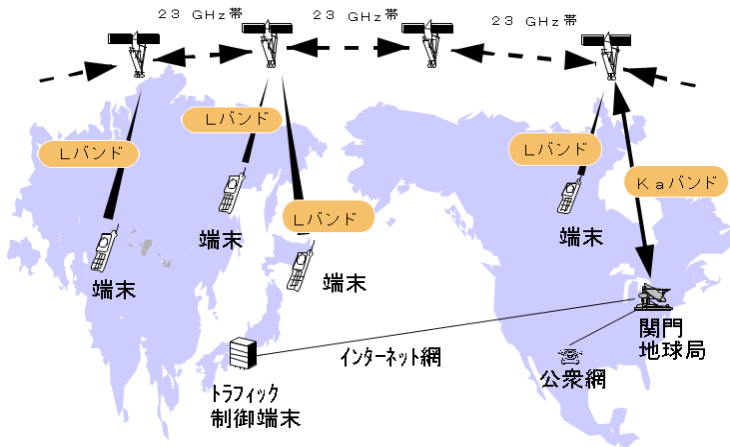 ２３ ＧＨｚ帯
２３ ＧＨｚ帯
２３ ＧＨｚ帯
Ｌバンド
Ｌバンド
Ｌバンド
Ｋａバンド
Ｌバンド
端末
端末
端末
端末
関門
地球局
インターネット網
公衆網
トラフィック
制御端末